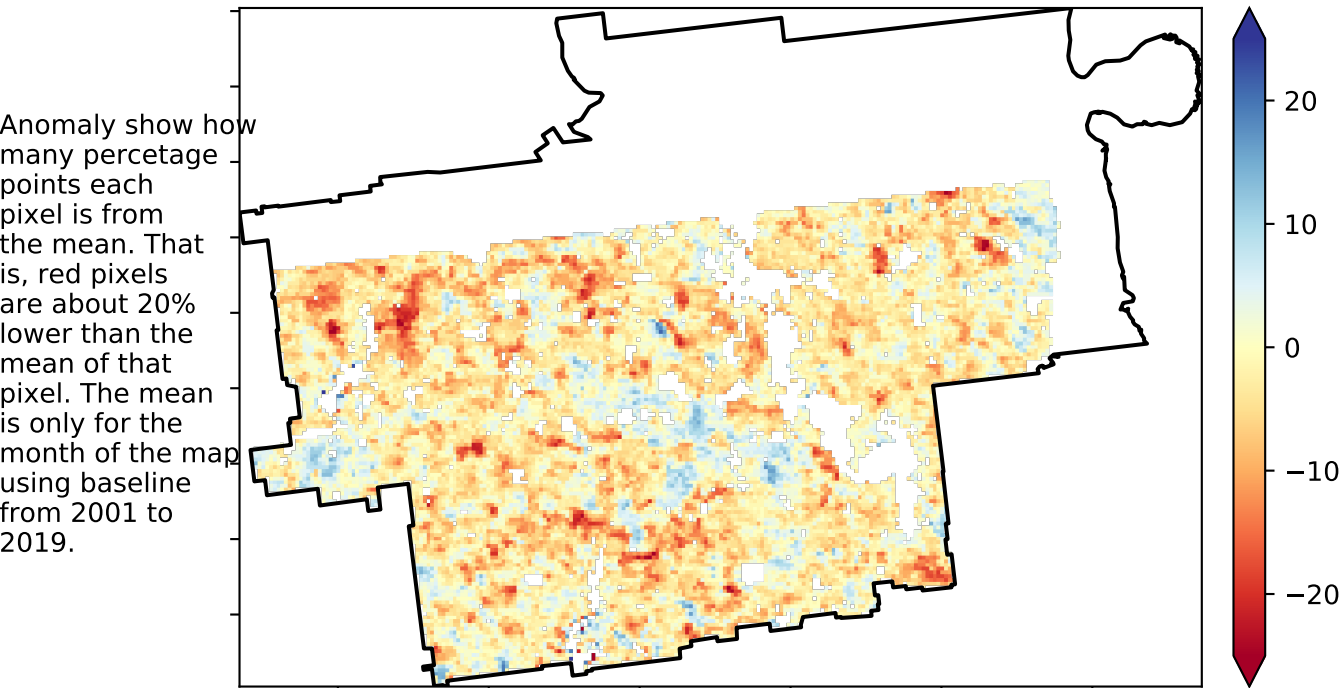 Anomaly show how
many percetage
points each
pixel is from
the mean. That
is, red pixels
are about 20%
lower than the
mean of that
pixel. The mean
is only for the
month of the map
using baseline
from 2001 to
2019.
20
10
0
−10
−20